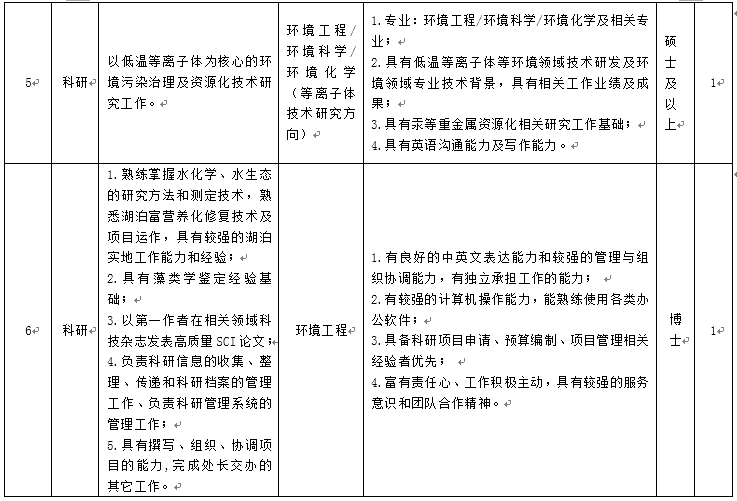 5
科研
以低温等离子体为核心的环
境污染治理及资源化技术研
究工作。
环境工程/
环境科学/
环境化学
（等离子体
技术研究方
向）
1.专业：环境工程/环境科学/环境化学及相关专
业；
2.具有低温等离子体等环境领域技术研发及环
境领域专业技术背景，具有相关工作业绩及成
果；
3.具有汞等重金属资源化相关研究工作基础；
4.具有英语沟通能力及写作能力。
硕
士
及
以
上
1
6
科研
1.熟练掌握水化学、水生态
的研究方法和测定技术，熟
悉湖泊富营养化修复技术及
项目运作，具有较强的湖泊
实地工作能力和经验；
2.具有藻类学鉴定经验基
础；
3.以第一作者在相关领域科
技杂志发表高质量SCI论文；
4.负责科研信息的收集、整
理、传递和科研档案的管理
工作、负责科研管理系统的
管理工作；
5.具有撰写、组织、协调项
目的能力,完成处长交办的
其它工作。
环境工程
1.有良好的中英文表达能力和较强的管理与组
织协调能力，有独立承担工作的能力；
2.有较强的计算机操作能力，能熟练使用各类办
公软件；
3.具备科研项目申请、预算编制、项目管理相关
经验者优先；
4.富有责任心、工作积极主动，具有较强的服务
意识和团队合作精神。
博
士
1